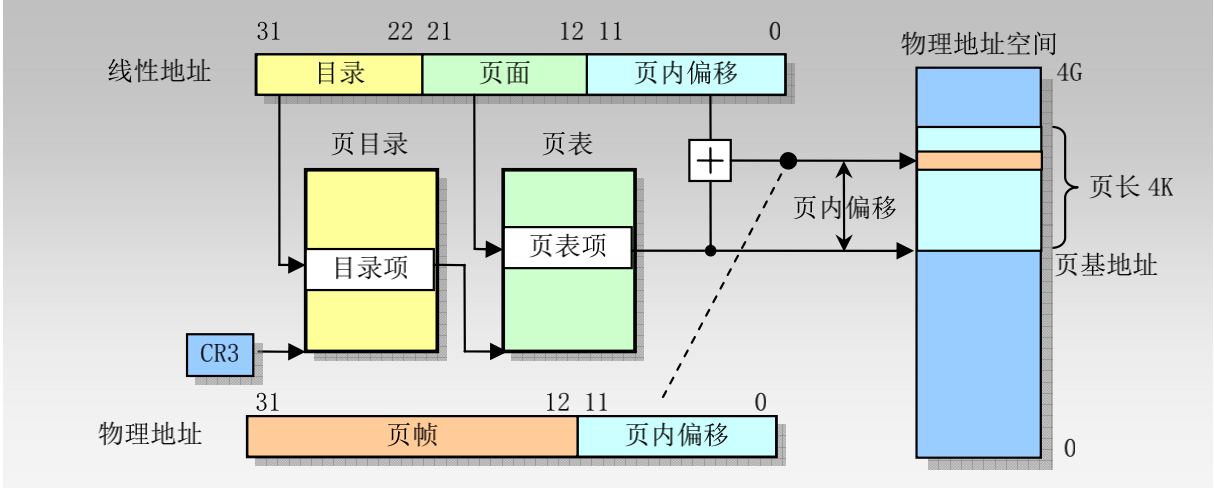 31 22 21 12 11 0
物理地址空间
线性地址 目录 页面 页内偏移
4G
页目录 页表
页内偏移
页长 4K
目录项 页表项
页基地址
CR3
31 12 11 0
物理地址 页帧 页内偏移
0